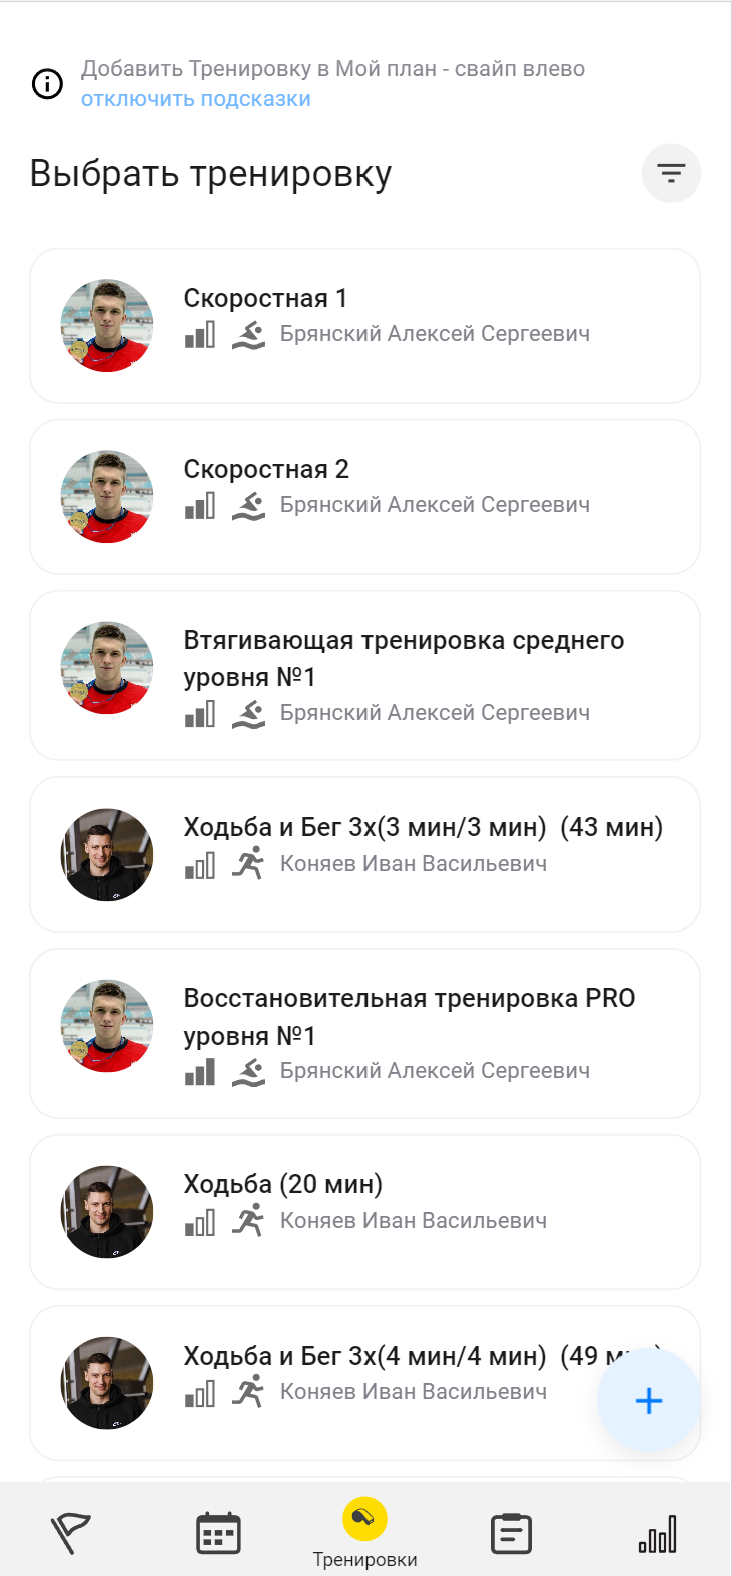 Добавить Тренировку в Мой план - свайп влево
отключить подсказки
Выбрать тренировку
Скоростная 1
Брянский Алексей Сергеевич
Скоростная 2
Брянский Алексей Сергеевич
Втягивающая тренировка среднего
уровня №1
Брянский Алексей Сергеевич
Ходьба и Бег 3х(3 мин/3 мин)  (43 мин)
Коняев Иван Васильевич
Восстановительная тренировка PRO
уровня №1
Брянский Алексей Сергеевич
Ходьба (20 мин)
Коняев Иван Васильевич
Ходьба и Бег 3х(4 мин/4 мин)  (49
Коняев Иван Васильевич
Тренировки